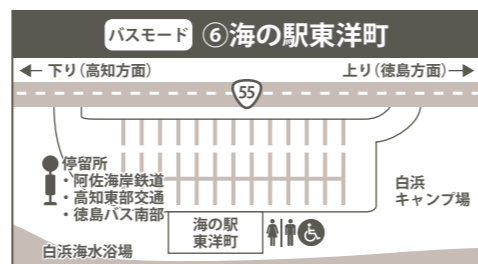 バスモード ⑥海の駅東洋町
← 下り(高知方面) 上り(徳島方面)→
55
停留所
・阿佐海岸鉄道
・高知東部交通
・徳島バス南部
白浜
キャンプ場
海の駅
東洋町
白浜海水浴場